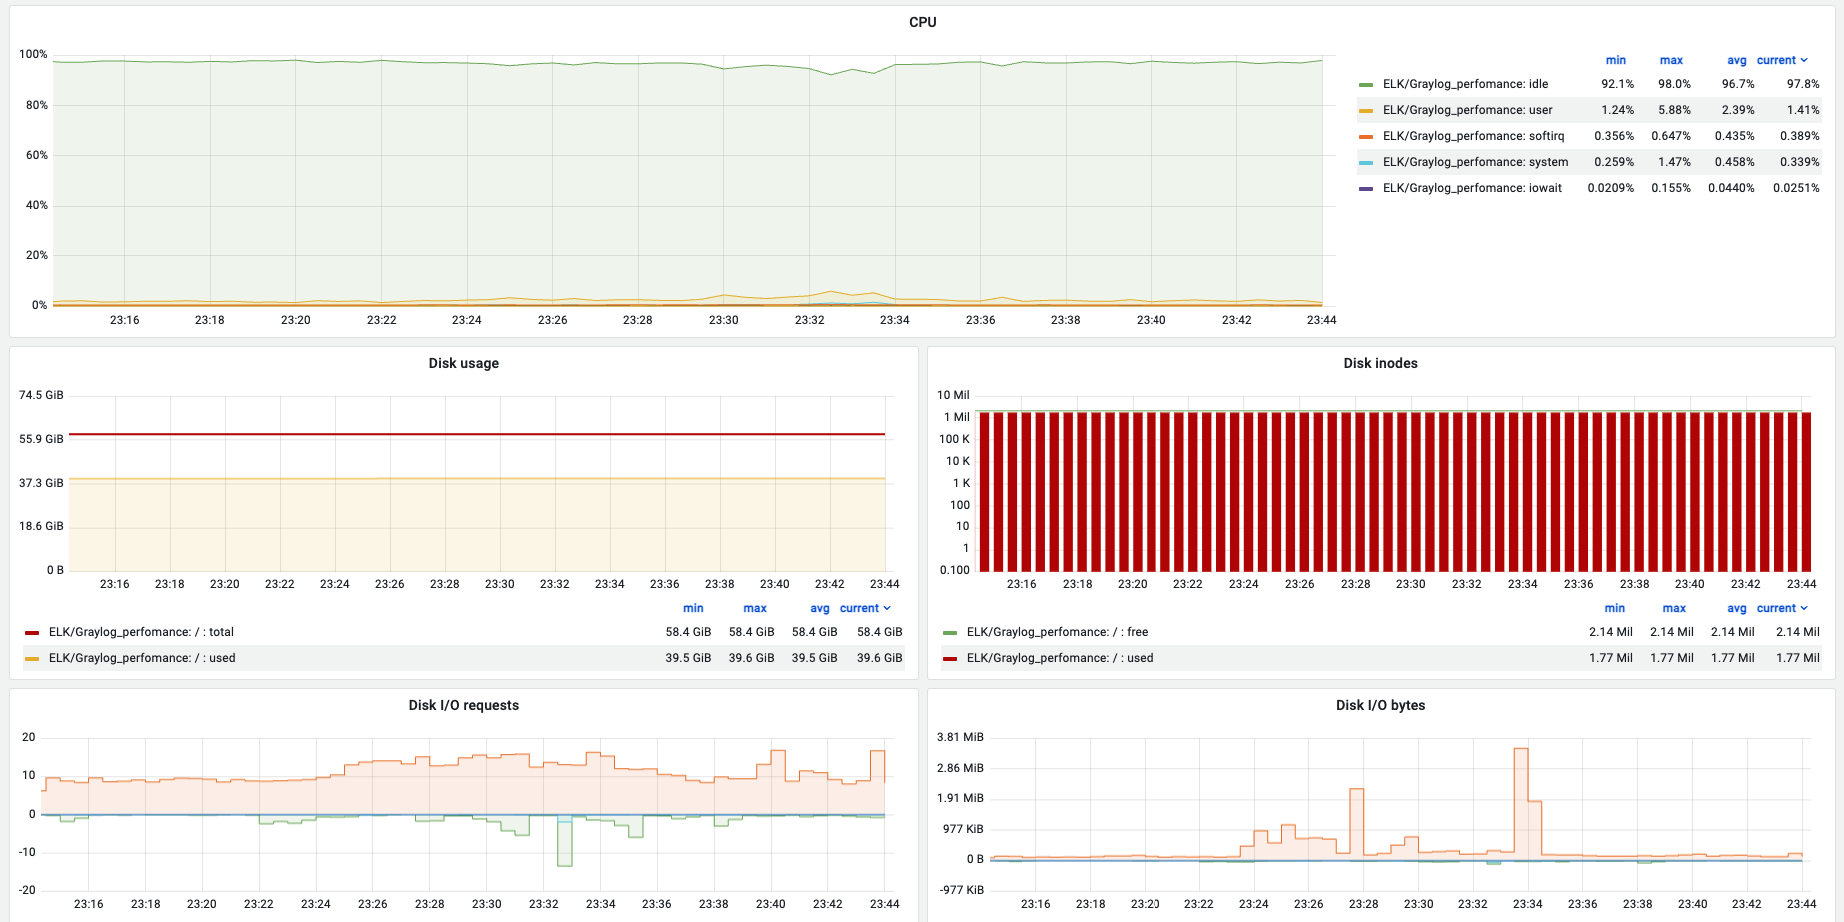 CPU
min max avg current
100%
80%
60%
40%
20%
0%
23:16 23:18 23:20 23:22 23:24 23:26 23:28 23:30 23:32 23:34 23:36 23:38 23:40 23:42 23:44
ELK/Graylog_perfomance: idle 92.1% 98.0% 96.7% 97.8%
ELK/Graylog_perfomance: user 1.24% 5.88% 2.39% 1.41%
ELK/Graylog_perfomance: softirq 0.356% 0.647% 0.435% 0.389%
ELK/Graylog_perfomance: system 0.259% 1.47% 0.458% 0.339%
ELK/Graylog_perfomance: iowait 0.0209% 0.155% 0.0440% 0.0251%
Disk usage
74.5 GiB
55.9 GiB
37.3 GiB
18.6 GiB
0 B
23:16 23:18 23:20 23:22 23:24 23:26 23:28 23:30 23:32 23:34 23:36 23:38 23:40 23:42 23:44
min max avg current
ELK/Graylog_perfomance: / : total 58.4 GiB 58.4 GiB 58.4 GiB 58.4 GiB
ELK/Graylog_perfomance: / : used 39.5 GiB 39.6 GiB 39.5 GiB 39.6 GiB
Disk inodes
10 Mil
1 Mil
100 K
10 K
1 K
100
10
1
0.100
23:16 23:18 23:20 23:22 23:24 23:26 23:28 23:30 23:32 23:34 23:36 23:38 23:40 23:42 23:44
min max avg current
ELK/Graylog_perfomance: / : free 2.14 Mil 2.14 Mil 2.14 Mil 2.14 Mil
ELK/Graylog_perfomance: / : used 1.77 Mil 1.77 Mil 1.77 Mil 1.77 Mil
Disk I/O requests
20
10
0
-10
-20
23:16 23:18 23:20 23:22 23:24 23:26 23:28 23:30 23:32 23:34 23:36 23:38 23:40 23:42 23:44
Disk I/O bytes
3.81 MiB
2.86 MiB
1.91 MiB
977 KiB
0 B
-977 KiB
23:16 23:18 23:20 23:22 23:24 23:26 23:28 23:30 23:32 23:34 23:36 23:38 23:40 23:42 23:44